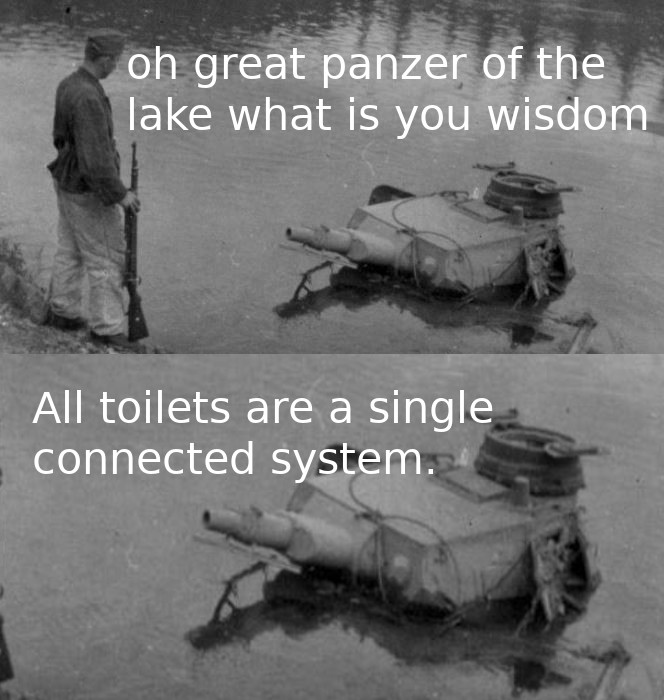 oh great panzer of the
lake what is you wisdom
All toilets are a single
connected system.